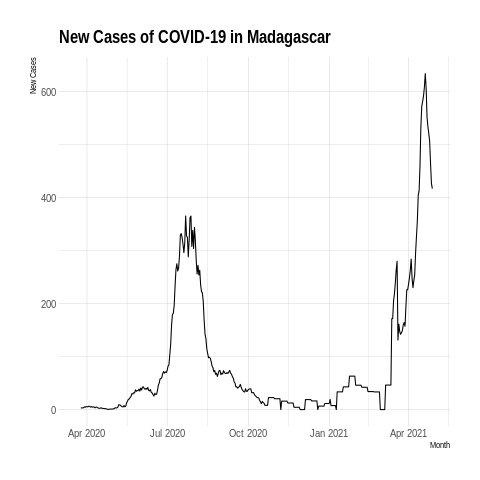 New Cases of COVID-19 in Madagascar
New Cases
600
400
200
0
Apr 2020 Jul 2020 Oct 2020 Jan 2021 Apr 2021
Month